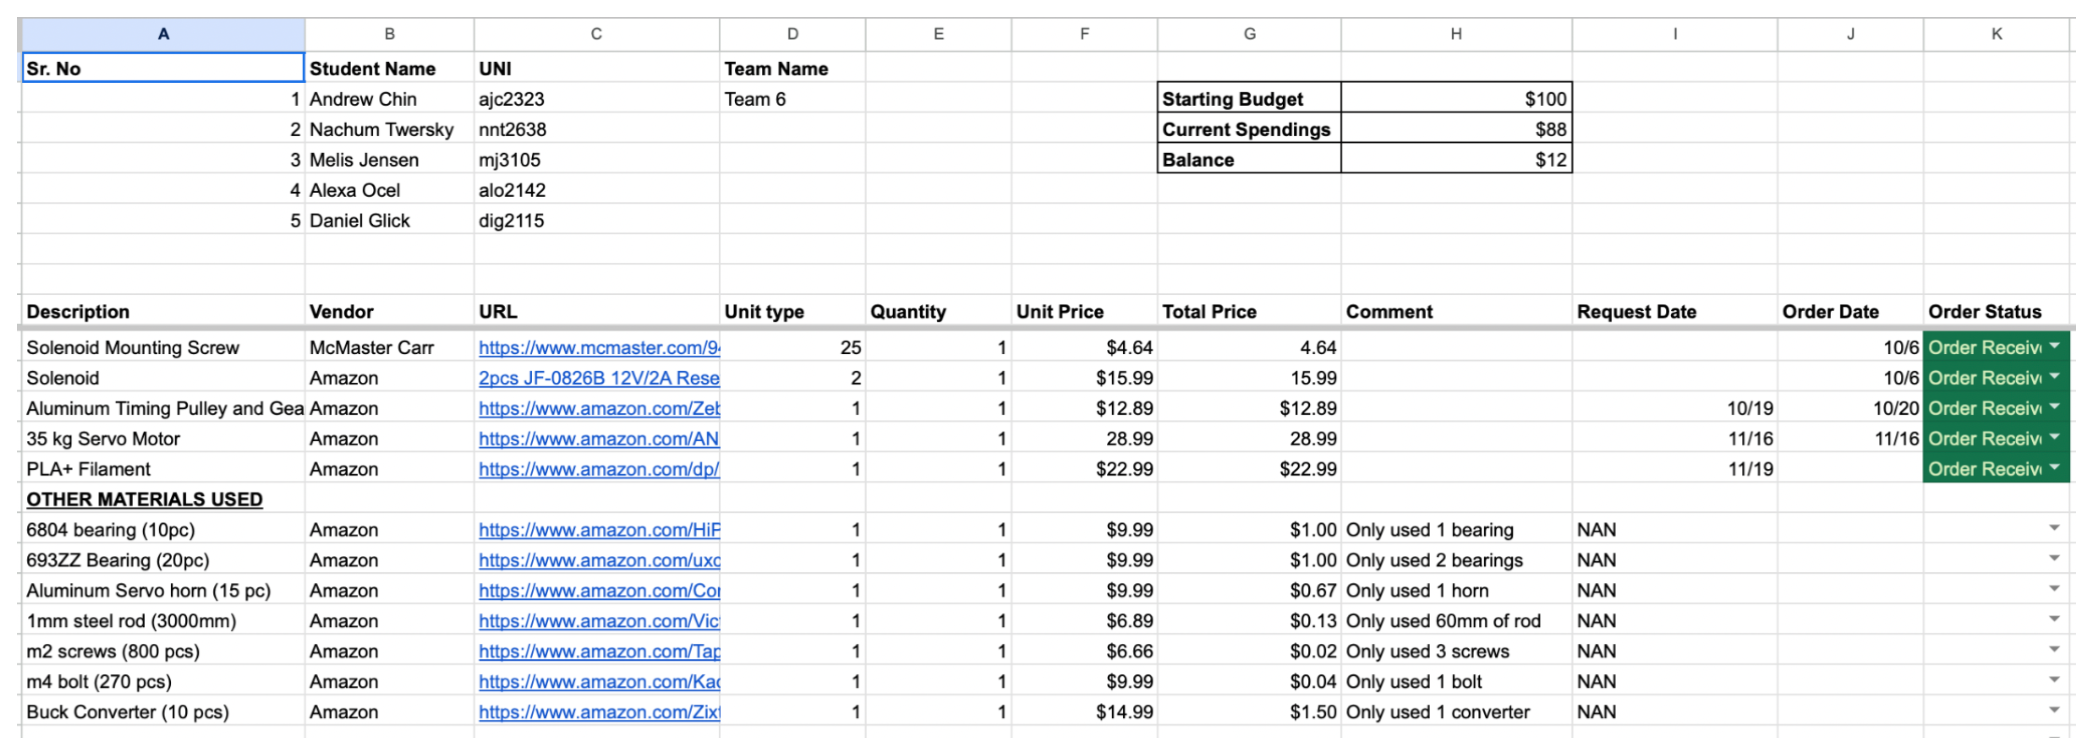 A B C D E F G H I J K
Sr. No Student Name UNI Team Name
1 Andrew Chin ajc2323 Team 6 Starting Budget $100
2 Nachum Twersky nnt2638 Current Spendings $88
3 Melis Jensen mj3105 Balance $12
4 Alexa Ocel alo2142
5 Daniel Glick dig2115
Description Vendor URL Unit type Quantity Unit Price Total Price Comment Request Date Order Date Order Status
Solenoid Mounting Screw McMaster Carr https://www.mcmaster.com/9 25 1 $4.64 4.64 10/6 Order Receiv
Solenoid Amazon 2pcs JF-0826B 12V/2A Rese 2 1 $15.99 15.99 10/6 Order Receiv
Aluminum Timing Pulley and Gea Amazon https://www.amazon.com/Zeb 1 1 $12.89 $12.89 10/19 10/20 Order Receiv
35 kg Servo Motor Amazon https://www.amazon.com/AN 1 1 28.99 28.99 11/16 11/16 Order Receiv
PLA+ Filament Amazon https://www.amazon.com/dp/ 1 1 $22.99 $22.99 11/19 Order Receiv
OTHER MATERIALS USED
6804 bearing (10pc) Amazon https://www.amazon.com/HiP 1 1 $9.99 $1.00 Only used 1 bearing NAN
693ZZ Bearing (20pc) Amazon https://www.amazon.com/uxc 1 1 $9.99 $1.00 Only used 2 bearings NAN
Aluminum Servo horn (15 pc) Amazon https://www.amazon.com/Cor 1 1 $9.99 $0.67 Only used 1 horn NAN
1mm steel rod (3000mm) Amazon https://www.amazon.com/Vic 1 1 $6.89 $0.13 Only used 60mm of rod NAN
m2 screws (800 pcs) Amazon https://www.amazon.com/Tap 1 1 $6.66 $0.02 Only used 3 screws NAN
m4 bolt (270 pcs) Amazon https://www.amazon.com/Kad 1 1 $9.99 $0.04 Only used 1 bolt NAN
Buck Converter (10 pcs) Amazon https://www.amazon.com/Zixt 1 1 $14.99 $1.50 Only used 1 converter NAN